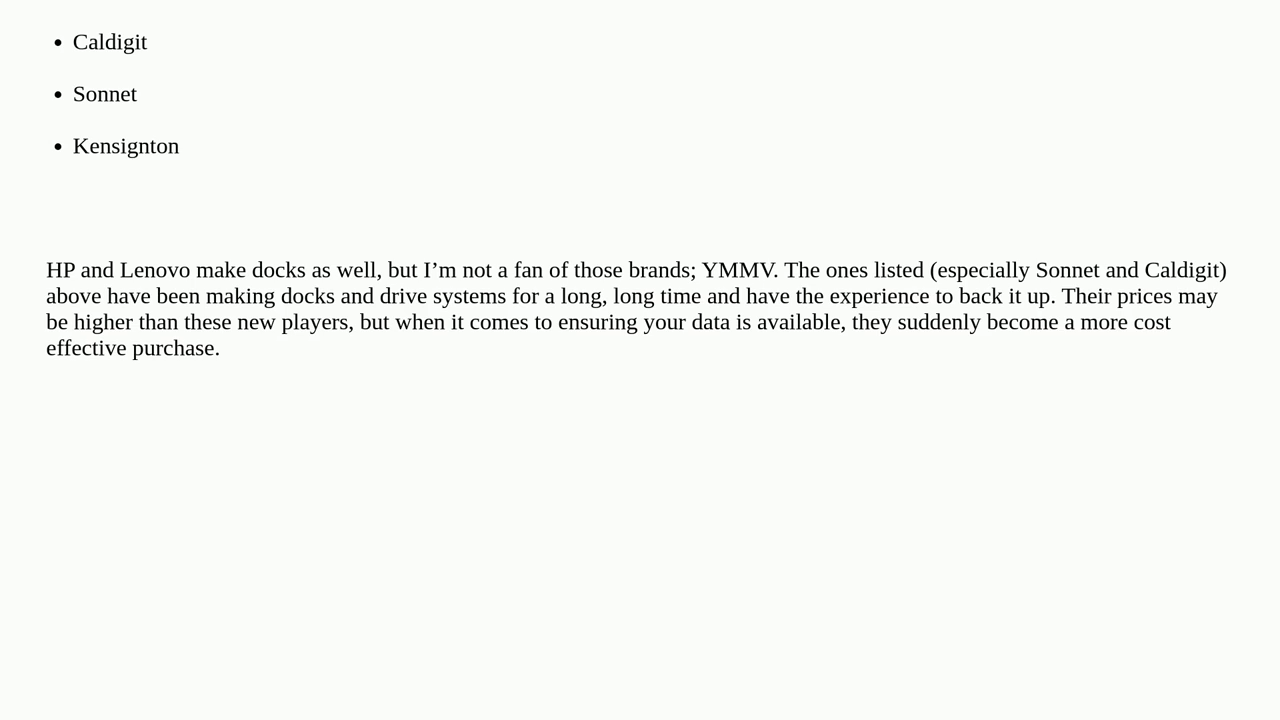 • Caldigit
• Sonnet
• Kensignton
HP and Lenovo make docks as well, but I’m not a fan of those brands; YMMV. The ones listed (especially Sonnet and Caldigit)
above have been making docks and drive systems for a long, long time and have the experience to back it up. Their prices may
be higher than these new players, but when it comes to ensuring your data is available, they suddenly become a more cost
effective purchase.